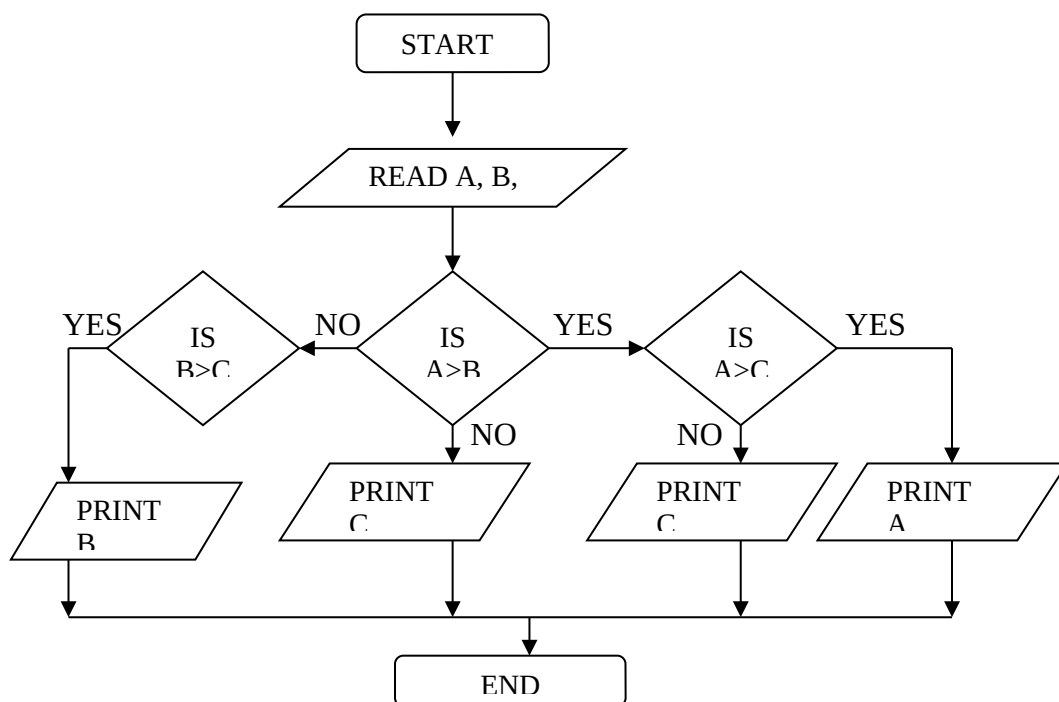 START
READ A, B,
YES
IS
B>C
NO
IS
A>B
YES
IS
A>C
YES
NO
NO
PRINT
B
PRINT
C
PRINT
C
PRINT
A
END